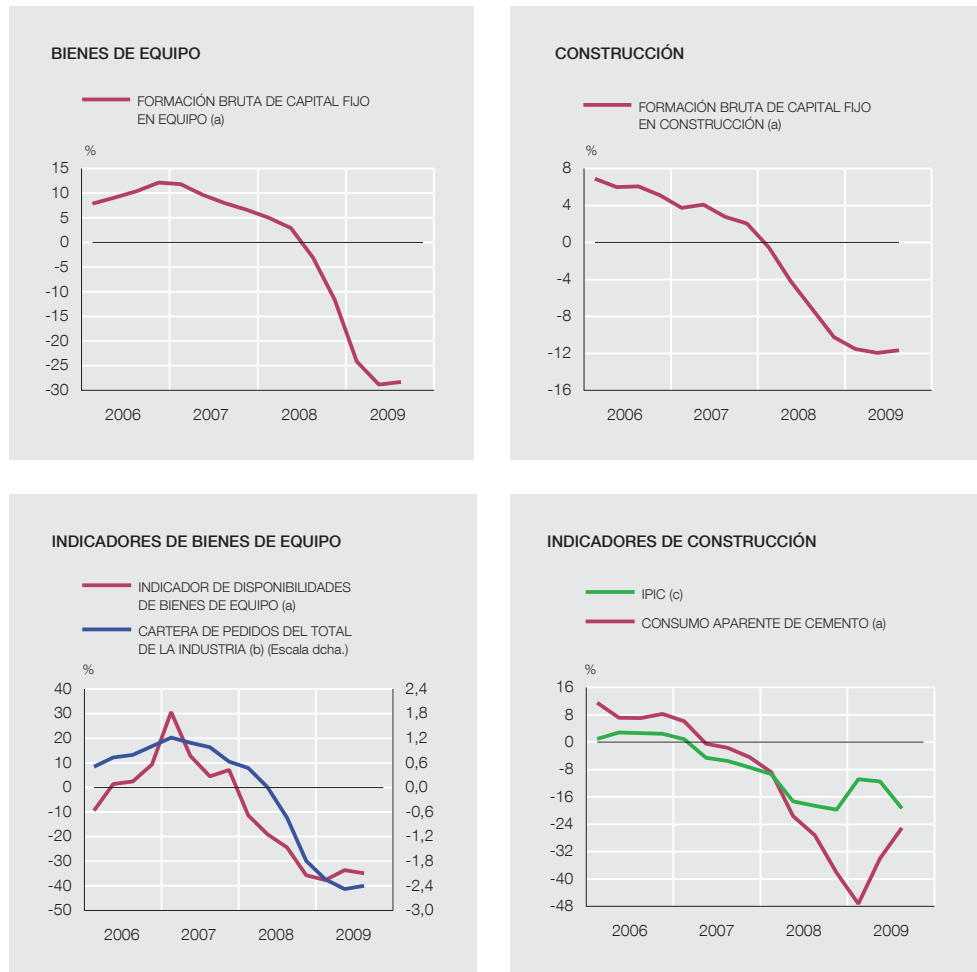 BIENES DE EQUIPO
FORMACIÓN BRUTA DE CAPITAL FIJO
EN EQUIPO (a)
%
15
10
5
0
-5
-10
-15
-20
-25
-30
2006 2007 2008 2009
CONSTRUCCIÓN
FORMACIÓN BRUTA DE CAPITAL FIJO
EN CONSTRUCCIÓN (a)
%
8
4
0
-4
-8
-12
-16
2006 2007 2008 2009
INDICADORES DE BIENES DE EQUIPO
INDICADOR DE DISPONIBILIDADES
DE BIENES DE EQUIPO (a)
CARTERA DE PEDIDOS DEL TOTAL
DE LA INDUSTRIA (b) (Escala dcha.)
%
40 2,4
30 1,8
20 1,2
10 0,6
0 0,0
-10 -0,6
-20 -1,2
-30 -1,8
-40 -2,4
-50 -3,0
2006 2007 2008 2009
INDICADORES DE CONSTRUCCIÓN
IPIC (c)
CONSUMO APARENTE DE CEMENTO (a)
%
16
8
0
-8
-16
-24
-32
-40
-48
2006 2007 2008 2009